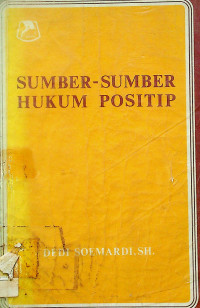 SUMBER-SUMBER
HUKUM POSITIP
DEDI SOEMARDI, SH.